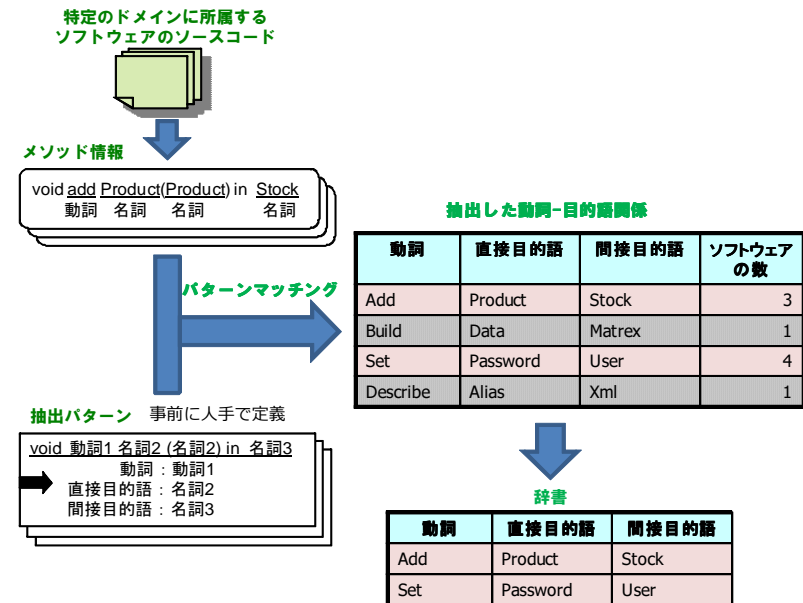 特定のドメインに所属する
ソフトウェアのソースコード
メソッド情報
void add Product(Product) in Stock
動詞 名詞 名詞 名詞
パターンマッチング
抽出パターン 事前に人手で定義
void 動詞1 名詞2 (名詞2) in 名詞3
動詞：動詞1
直接目的語：名詞2
間接目的語：名詞3
抽出した動詞-目的語関係
動詞 直接目的語 間接目的語 ソフトウェア
の数
Add Product Stock 3
Build Data Matrex 1
Set Password User 4
Describe Alias Xml 1
辞書
動詞 直接目的語 間接目的語
Add Product Stock
Set Password User